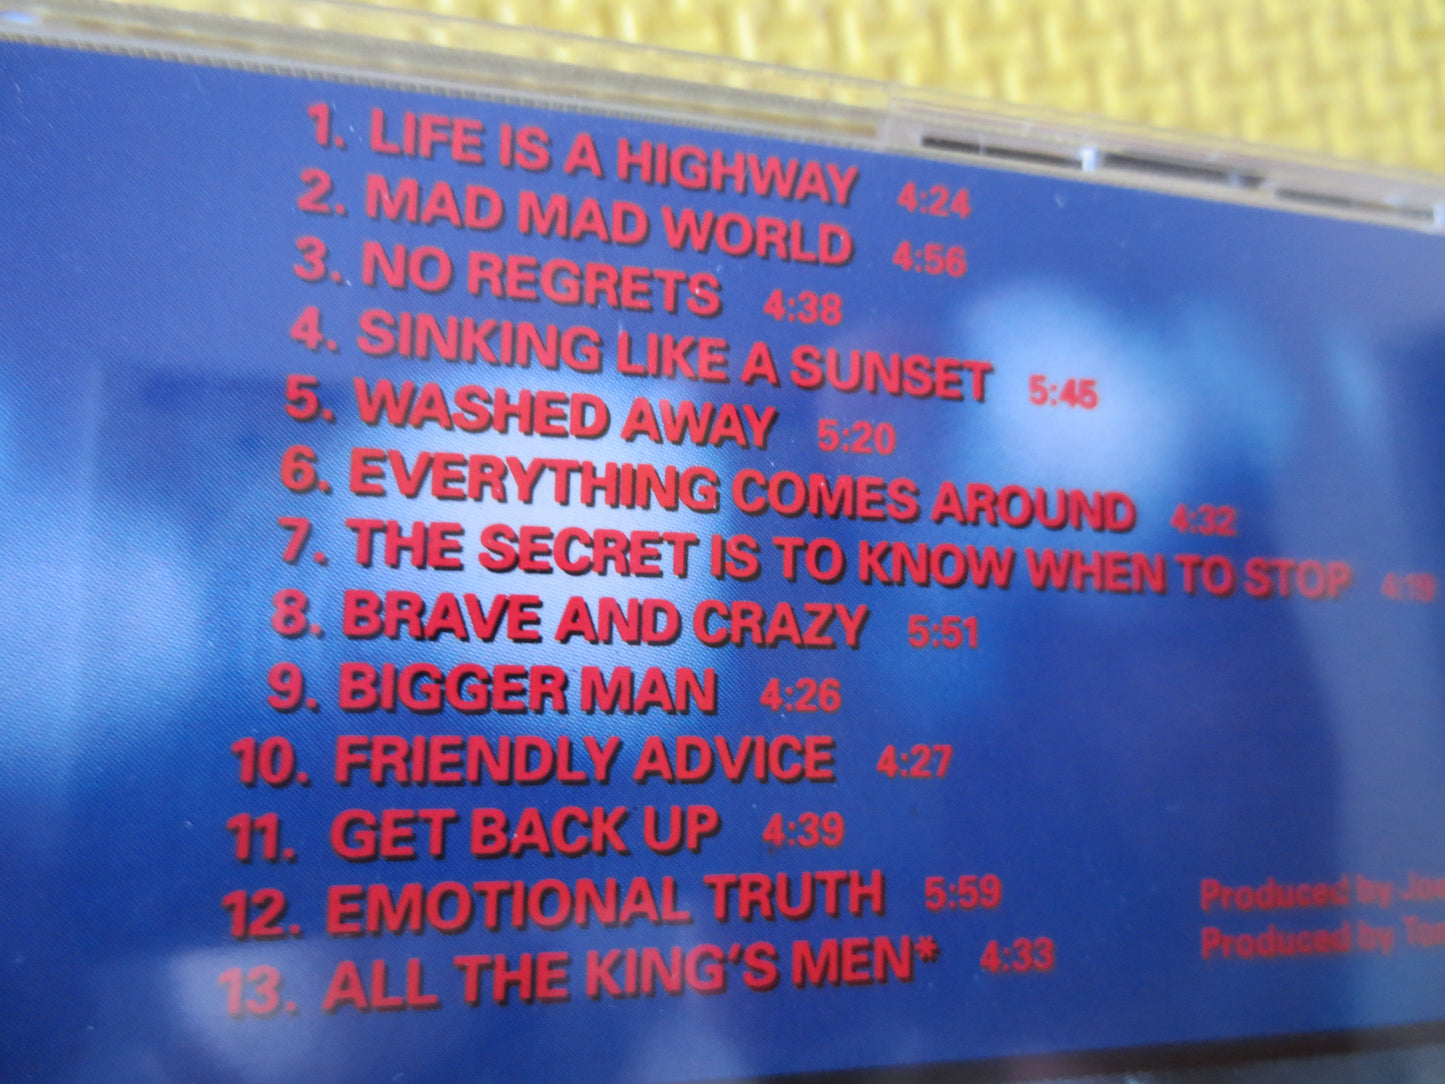 1. LIFE IS A HIGHWAY 4:24
2. MAD MAD WORLD 4:56
3. NO REGRETS 4:38
4. SINKING LIKE A SUNSET 5:45
5. WASHED AWAY 5:20
6. EVERYTHING COMES AROUND 4:32
7. THE SECRET IS TO KNOW WHEN TO STOP 4:19
8. BRAVE AND CRAZY 5:51
9. BIGGER MAN 4:26
10. FRIENDLY ADVICE 4:27
11. GET BACK UP 4:39
12. EMOTIONAL TRUTH 5:59
13. ALL THE KING'S MEN* 4:33
Produced by
Produced by